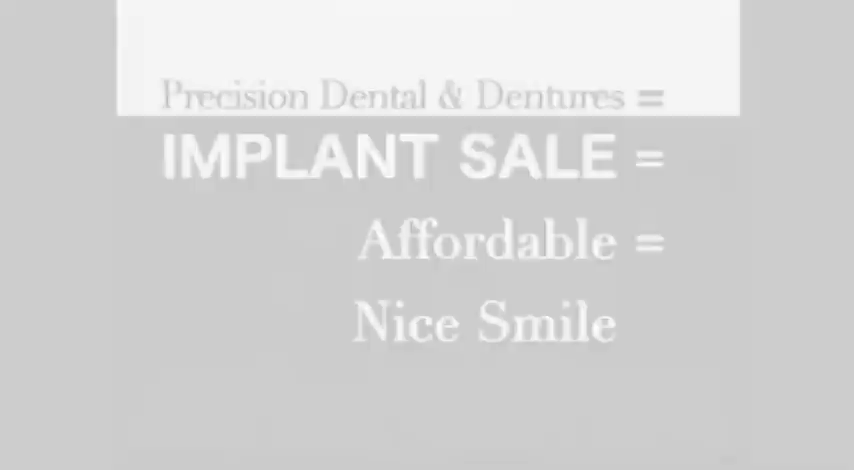 Precision Dental & Dentures =
IMPLANT SALE =
Affordable =
Nice Smile